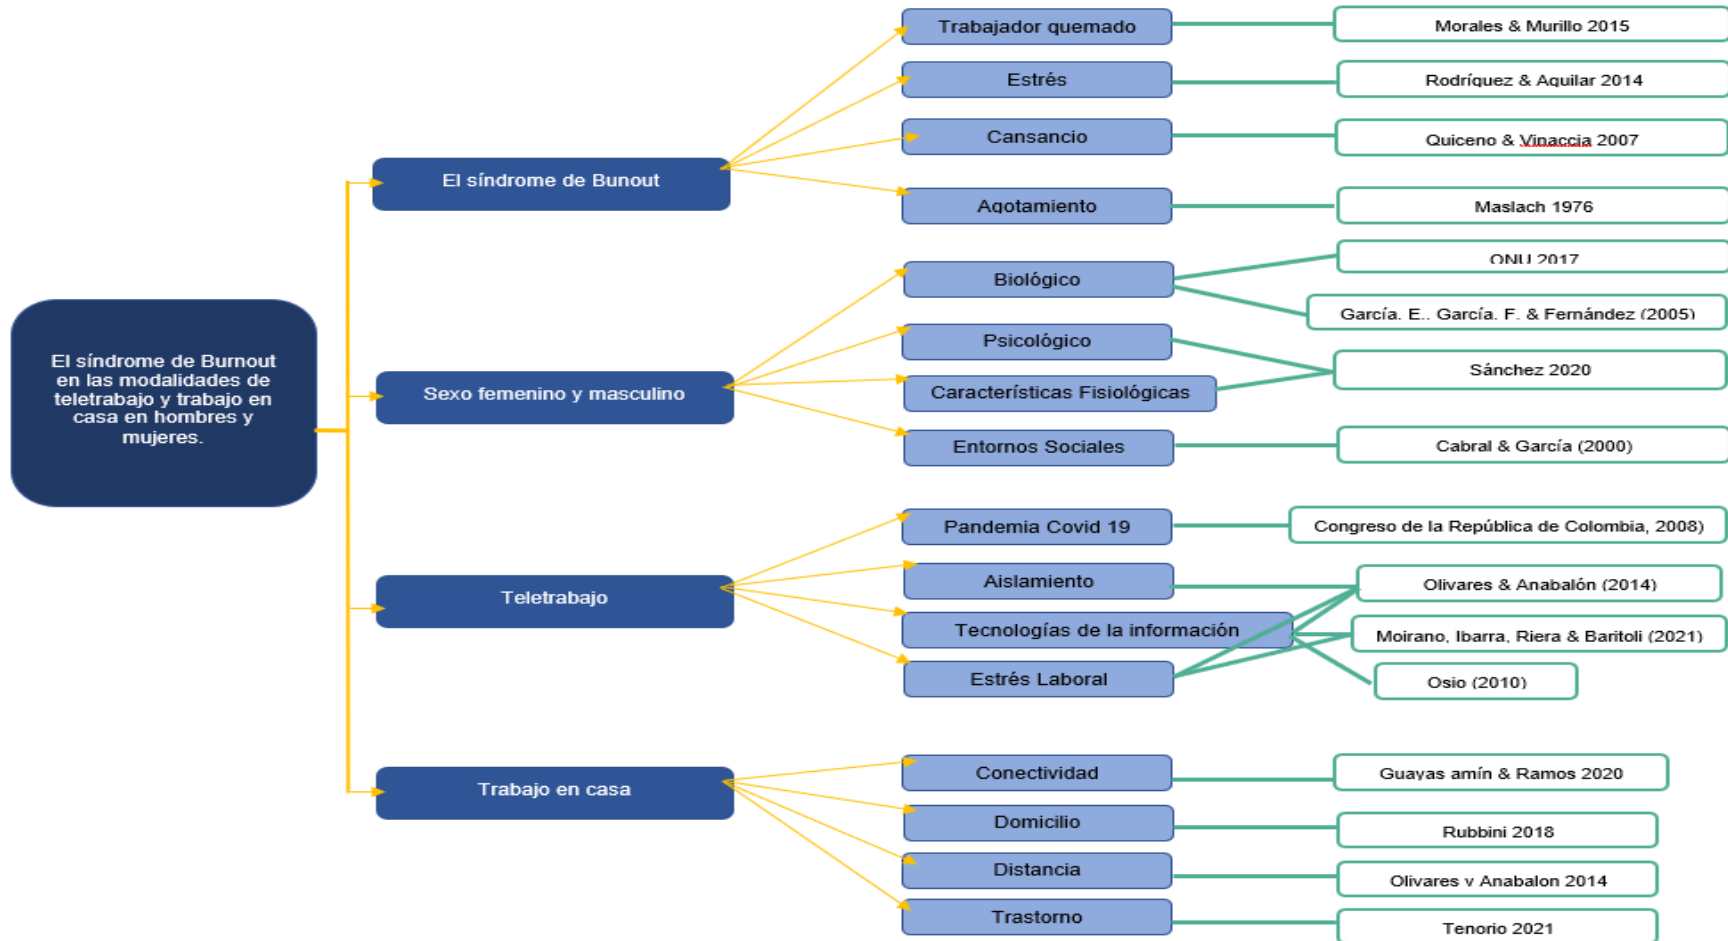 El síndrome de Burnout
en las modalidades de
teletrabajo y trabajo en
casa en hombres y
mujeres.
El síndrome de Bunout
Trabajador quemado
Morales & Murillo 2015
Estrés
Rodríguez & Aguilar 2014
Cansancio
Quiceno & Vinaccia 2007
Agotamiento
Maslach 1976
Sexo femenino y masculino
Biológico
ONU 2017
García, E., García, F. & Fernández (2005)
Psicológico
Características Fisiológicas
Sánchez 2020
Entornos Sociales
Cabral & García (2000)
Teletrabajo
Pandemia Covid 19
Congreso de la República de Colombia, 2008)
Aislamiento
Olivares & Anabalón (2014)
Tecnologías de la información
Moirano, Ibarra, Riera & Baritoli (2021)
Estrés Laboral
Osio (2010)
Trabajo en casa
Conectividad
Guayas amín & Ramos 2020
Domicilio
Rubbini 2018
Distancia
Olivares y Anabalon 2014
Trastorno
Tenorio 2021